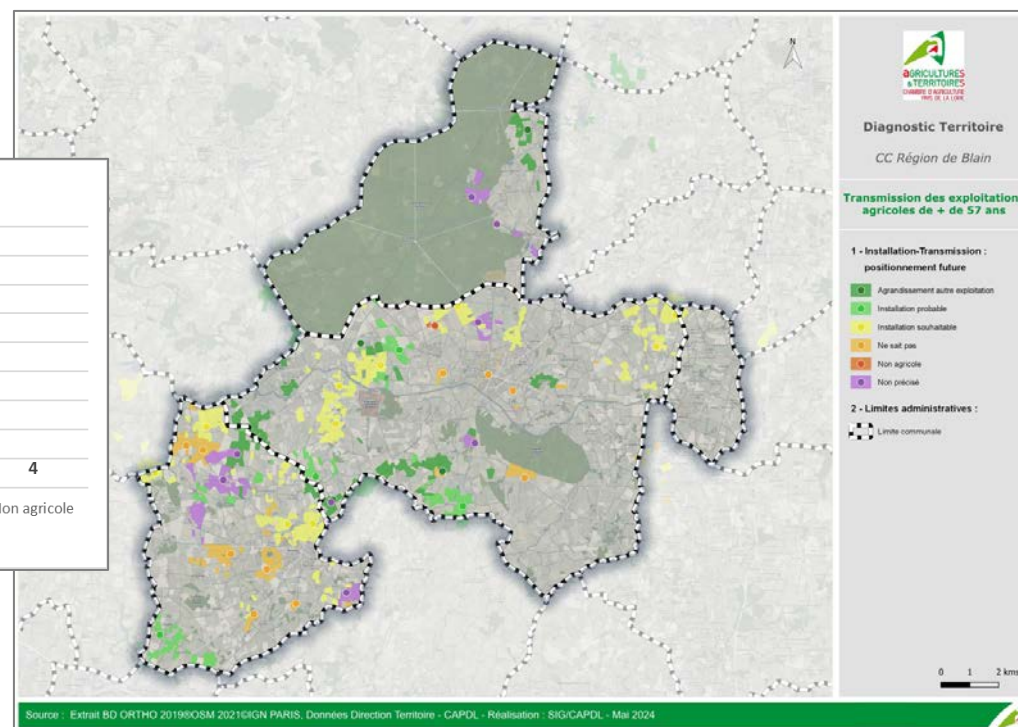 4
Non agricole
N
AGRICULTURES
& TERRITOIRES
CHAMBRE D'AGRICULTURE
PAYS DE LA LOIRE
Diagnostic Territoire
CC Région de Blain
Transmission des exploitation
agricoles de + de 57 ans
1 - Installation-Transmission :
positionnement future
Agrandissement autre exploitation
Installation probable
Installation souhaitable
Ne sait pas
Non agricole
Non précisé
2 - Limites administratives :
Limite communale
0 1 2 kms
Source : Extrait BD ORTHO 2019®OSM 2021©IGN PARIS, Données Direction Territoire - CAPDL - Réalisation : SIG/CAPDL - Mai 2024